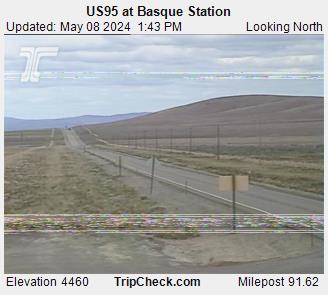 US95 at Basque Station
Updated: May 08 2024 1:43 PM Looking North
Elevation 4460 TripCheck.com Milepost 91.62